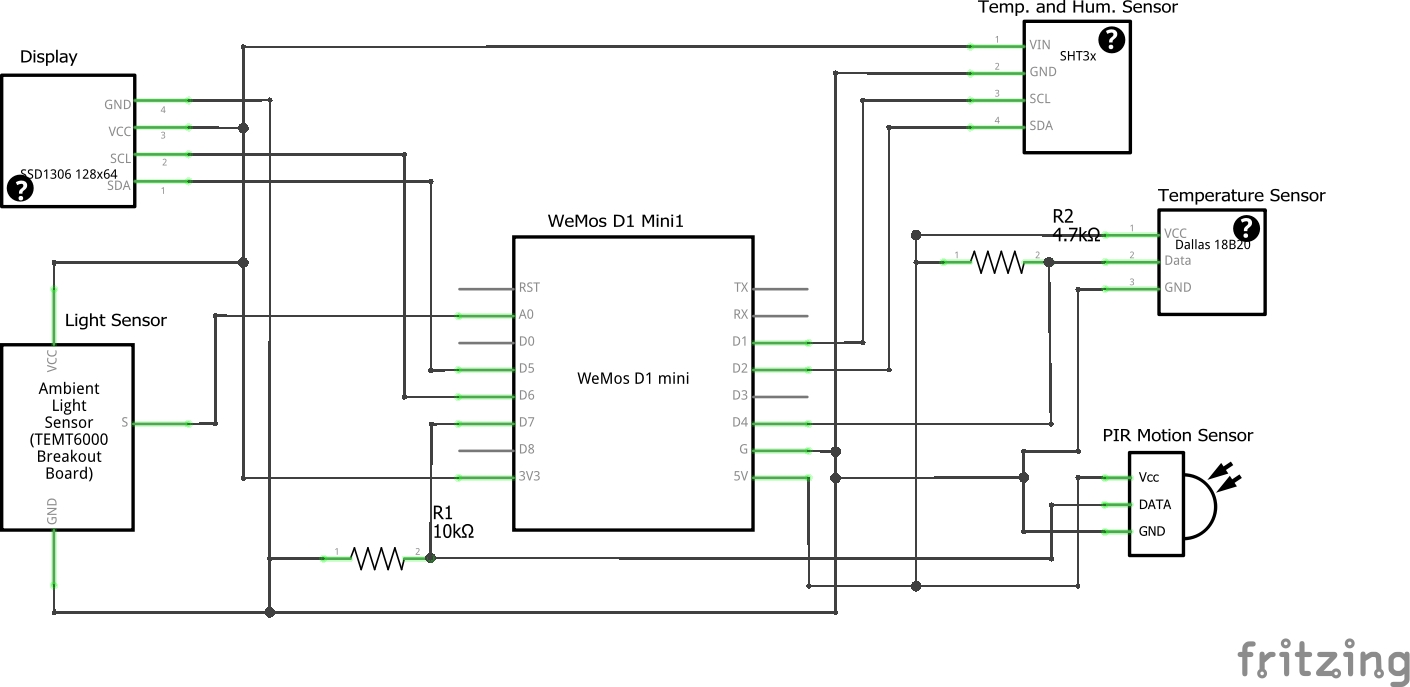 Temp. and Hum. Sensor
1 VIN
SHT3x
?
2 GND
3 SCL
4 SDA
Display
GND 4
VCC 3
SCL 2
SSD1306 128x64
SDA 1
?
Temperature Sensor
R2
4.7kΩ
1 VCC
?
Dallas 18B20
1 2
2 Data
3 GND
WeMos D1 Mini1
RST TX
A0 RX
D0 D1
D5 D2
WeMos D1 mini
D6 D3
D7 D4
D8 G
3V3 5V
Light Sensor
VCC
Ambient
Light
Sensor
(TEMT6000
Breakout
Board)
S
GND
R1
10kΩ
1 2
PIR Motion Sensor
Vcc
DATA
GND
fritzing